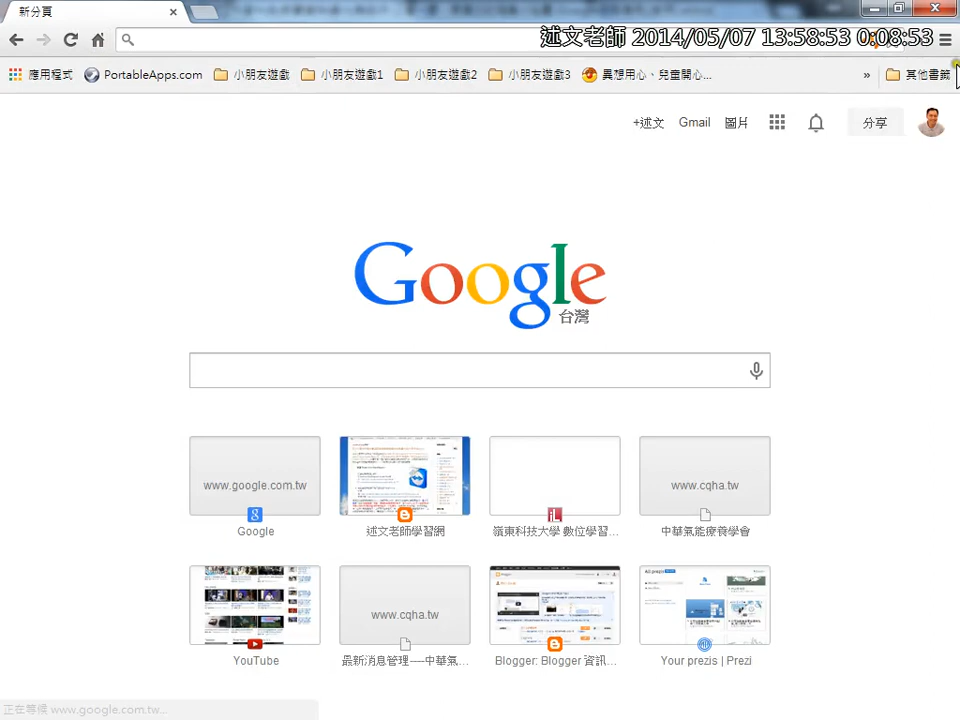 新分頁
述文老師 2014/05/07 13:58:53 0:08:53
應用程式 PortableApps.com 小朋友遊戲 小朋友遊戲1 小朋友遊戲2 小朋友遊戲3 異想用心、兒童開心... » 其他書籤
+述文 Gmail 圖片 分享
Google
台灣
www.google.com.tw www.cqha.tw
Google 述文老師學習網 嶺東科技大學 數位學習... 中華氣能療養學會
www.cqha.tw
YouTube 最新消息管理──中華氣... Blogger: Blogger 資訊... Your prezis | Prezi
正在等候 www.google.com.tw...